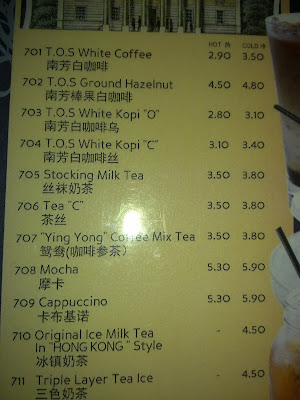 HOT 热 COLD 冷
701 T.O.S White Coffee 2.90 3.50
南芳白咖啡
702 T.O.S Ground Hazelnut 4.50 4.80
南芳榛果白咖啡
703 T.O.S White Kopi "O" 2.80 3.10
南芳白咖啡乌
704 T.O.S White Kopi "C" 3.10 3.40
南芳白咖啡丝
705 Stocking Milk Tea 3.50 3.80
丝袜奶茶
706 Tea "C" 3.50 3.80
茶丝
707 "Ying Yong" Coffee Mix Tea 3.50 3.80
鸳鸯(咖啡参茶)
708 Mocha 5.30 5.90
摩卡
709 Cappuccino 5.30 5.90
卡布基诺
710 Original Ice Milk Tea - 4.50
In "HONG KONG" Style
冰镇奶茶
711 Triple Layer Tea Ice - 4.50
三色奶茶